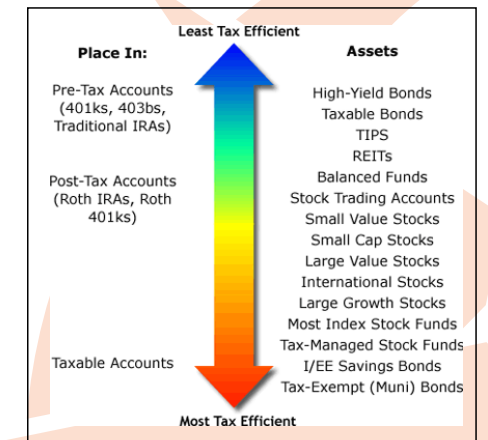 Least Tax Efficient
Place In:
Assets
Pre-Tax Accounts
(401ks, 403bs,
Traditional IRAs)
Post-Tax Accounts
(Roth IRAs, Roth
401ks)
Taxable Accounts
High-Yield Bonds
Taxable Bonds
TIPS
REITs
Balanced Funds
Stock Trading Accounts
Small Value Stocks
Small Cap Stocks
Large Value Stocks
International Stocks
Large Growth Stocks
Most Index Stock Funds
Tax-Managed Stock Funds
I/EE Savings Bonds
Tax-Exempt (Muni) Bonds
Most Tax Efficient